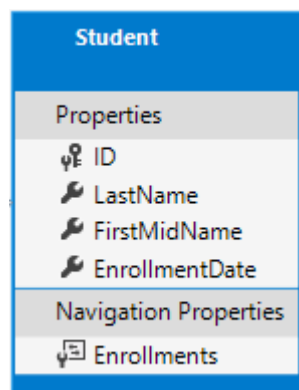 Student
Properties
ID
LastName
FirstMidName
EnrollmentDate
Navigation Properties
Enrollments